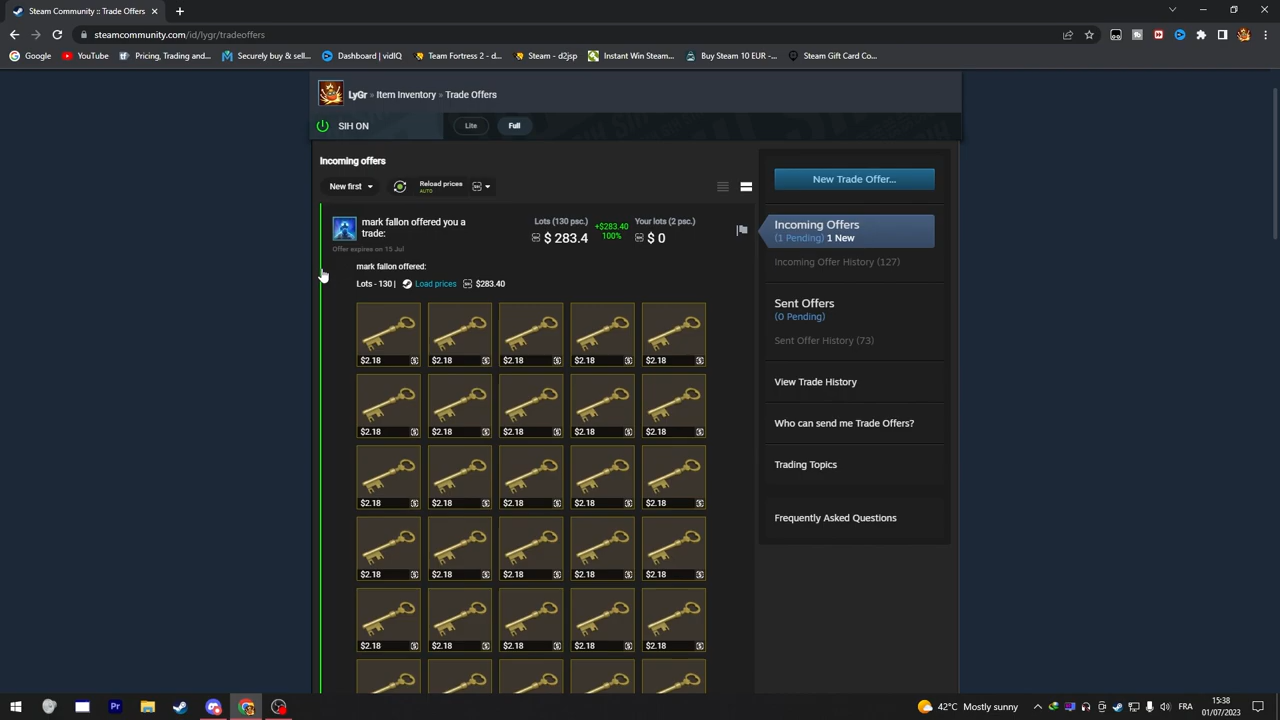 Steam Community :: Trade Offers
steamcommunity.com/id/lygr/tradeoffers
Google
YouTube
Pricing, Trading and...
Securely buy & sell...
Dashboard | vidIQ
Team Fortress 2 - d...
Steam - d2jsp
Instant Win Steam...
Buy Steam 10 EUR -...
Steam Gift Card Co...
LyGr » Item Inventory » Trade Offers
SIH ON
Lite
Full
Incoming offers
New first
Reload prices
AUTO
mark fallon offered you a
trade:
Offer expires on 15 Jul
Lots (130 psc.)
$ 283.4
+$283.40
100%
Your lots (2 psc.)
$ 0
mark fallon offered:
Lots - 130 |
Load prices
$283.40
$2.18 $2.18 $2.18 $2.18 $2.18
$2.18 $2.18 $2.18 $2.18 $2.18
$2.18 $2.18 $2.18 $2.18 $2.18
$2.18 $2.18 $2.18 $2.18 $2.18
$2.18 $2.18 $2.18 $2.18 $2.18
New Trade Offer...
Incoming Offers
(1 Pending) 1 New
Incoming Offer History (127)
Sent Offers
(0 Pending)
Sent Offer History (73)
View Trade History
Who can send me Trade Offers?
Trading Topics
Frequently Asked Questions
Pr
42°C Mostly sunny
FRA
15:38
01/07/2023